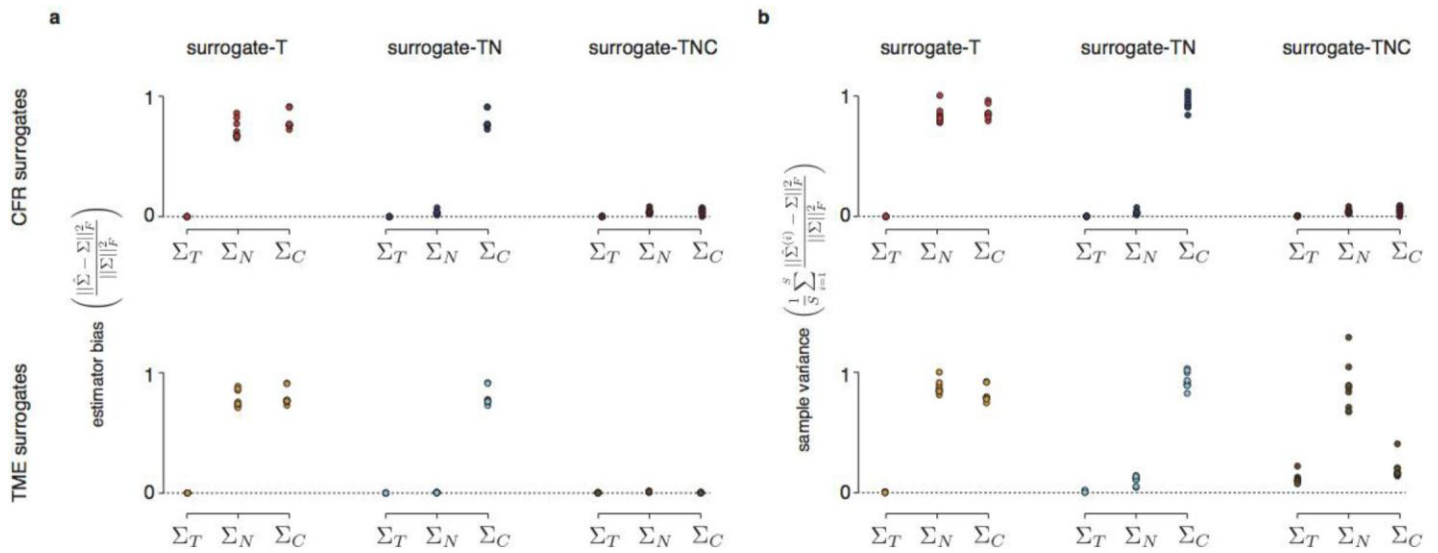 a
surrogate-T surrogate-TN surrogate-TNC
CFR surrogates
1
0
Σ_T Σ_N Σ_C Σ_T Σ_N Σ_C Σ_T Σ_N Σ_C
estimator bias (||Σ̂ − Σ||²_F / ||Σ||²_F)
TME surrogates
1
0
Σ_T Σ_N Σ_C Σ_T Σ_N Σ_C Σ_T Σ_N Σ_C
b
surrogate-T surrogate-TN surrogate-TNC
1
0
Σ_T Σ_N Σ_C Σ_T Σ_N Σ_C Σ_T Σ_N Σ_C
sample variance (1/S ∑_{i=1}^{S} ||Σ̂^{(i)} − Σ||²_F / ||Σ||²_F)
1
0
Σ_T Σ_N Σ_C Σ_T Σ_N Σ_C Σ_T Σ_N Σ_C